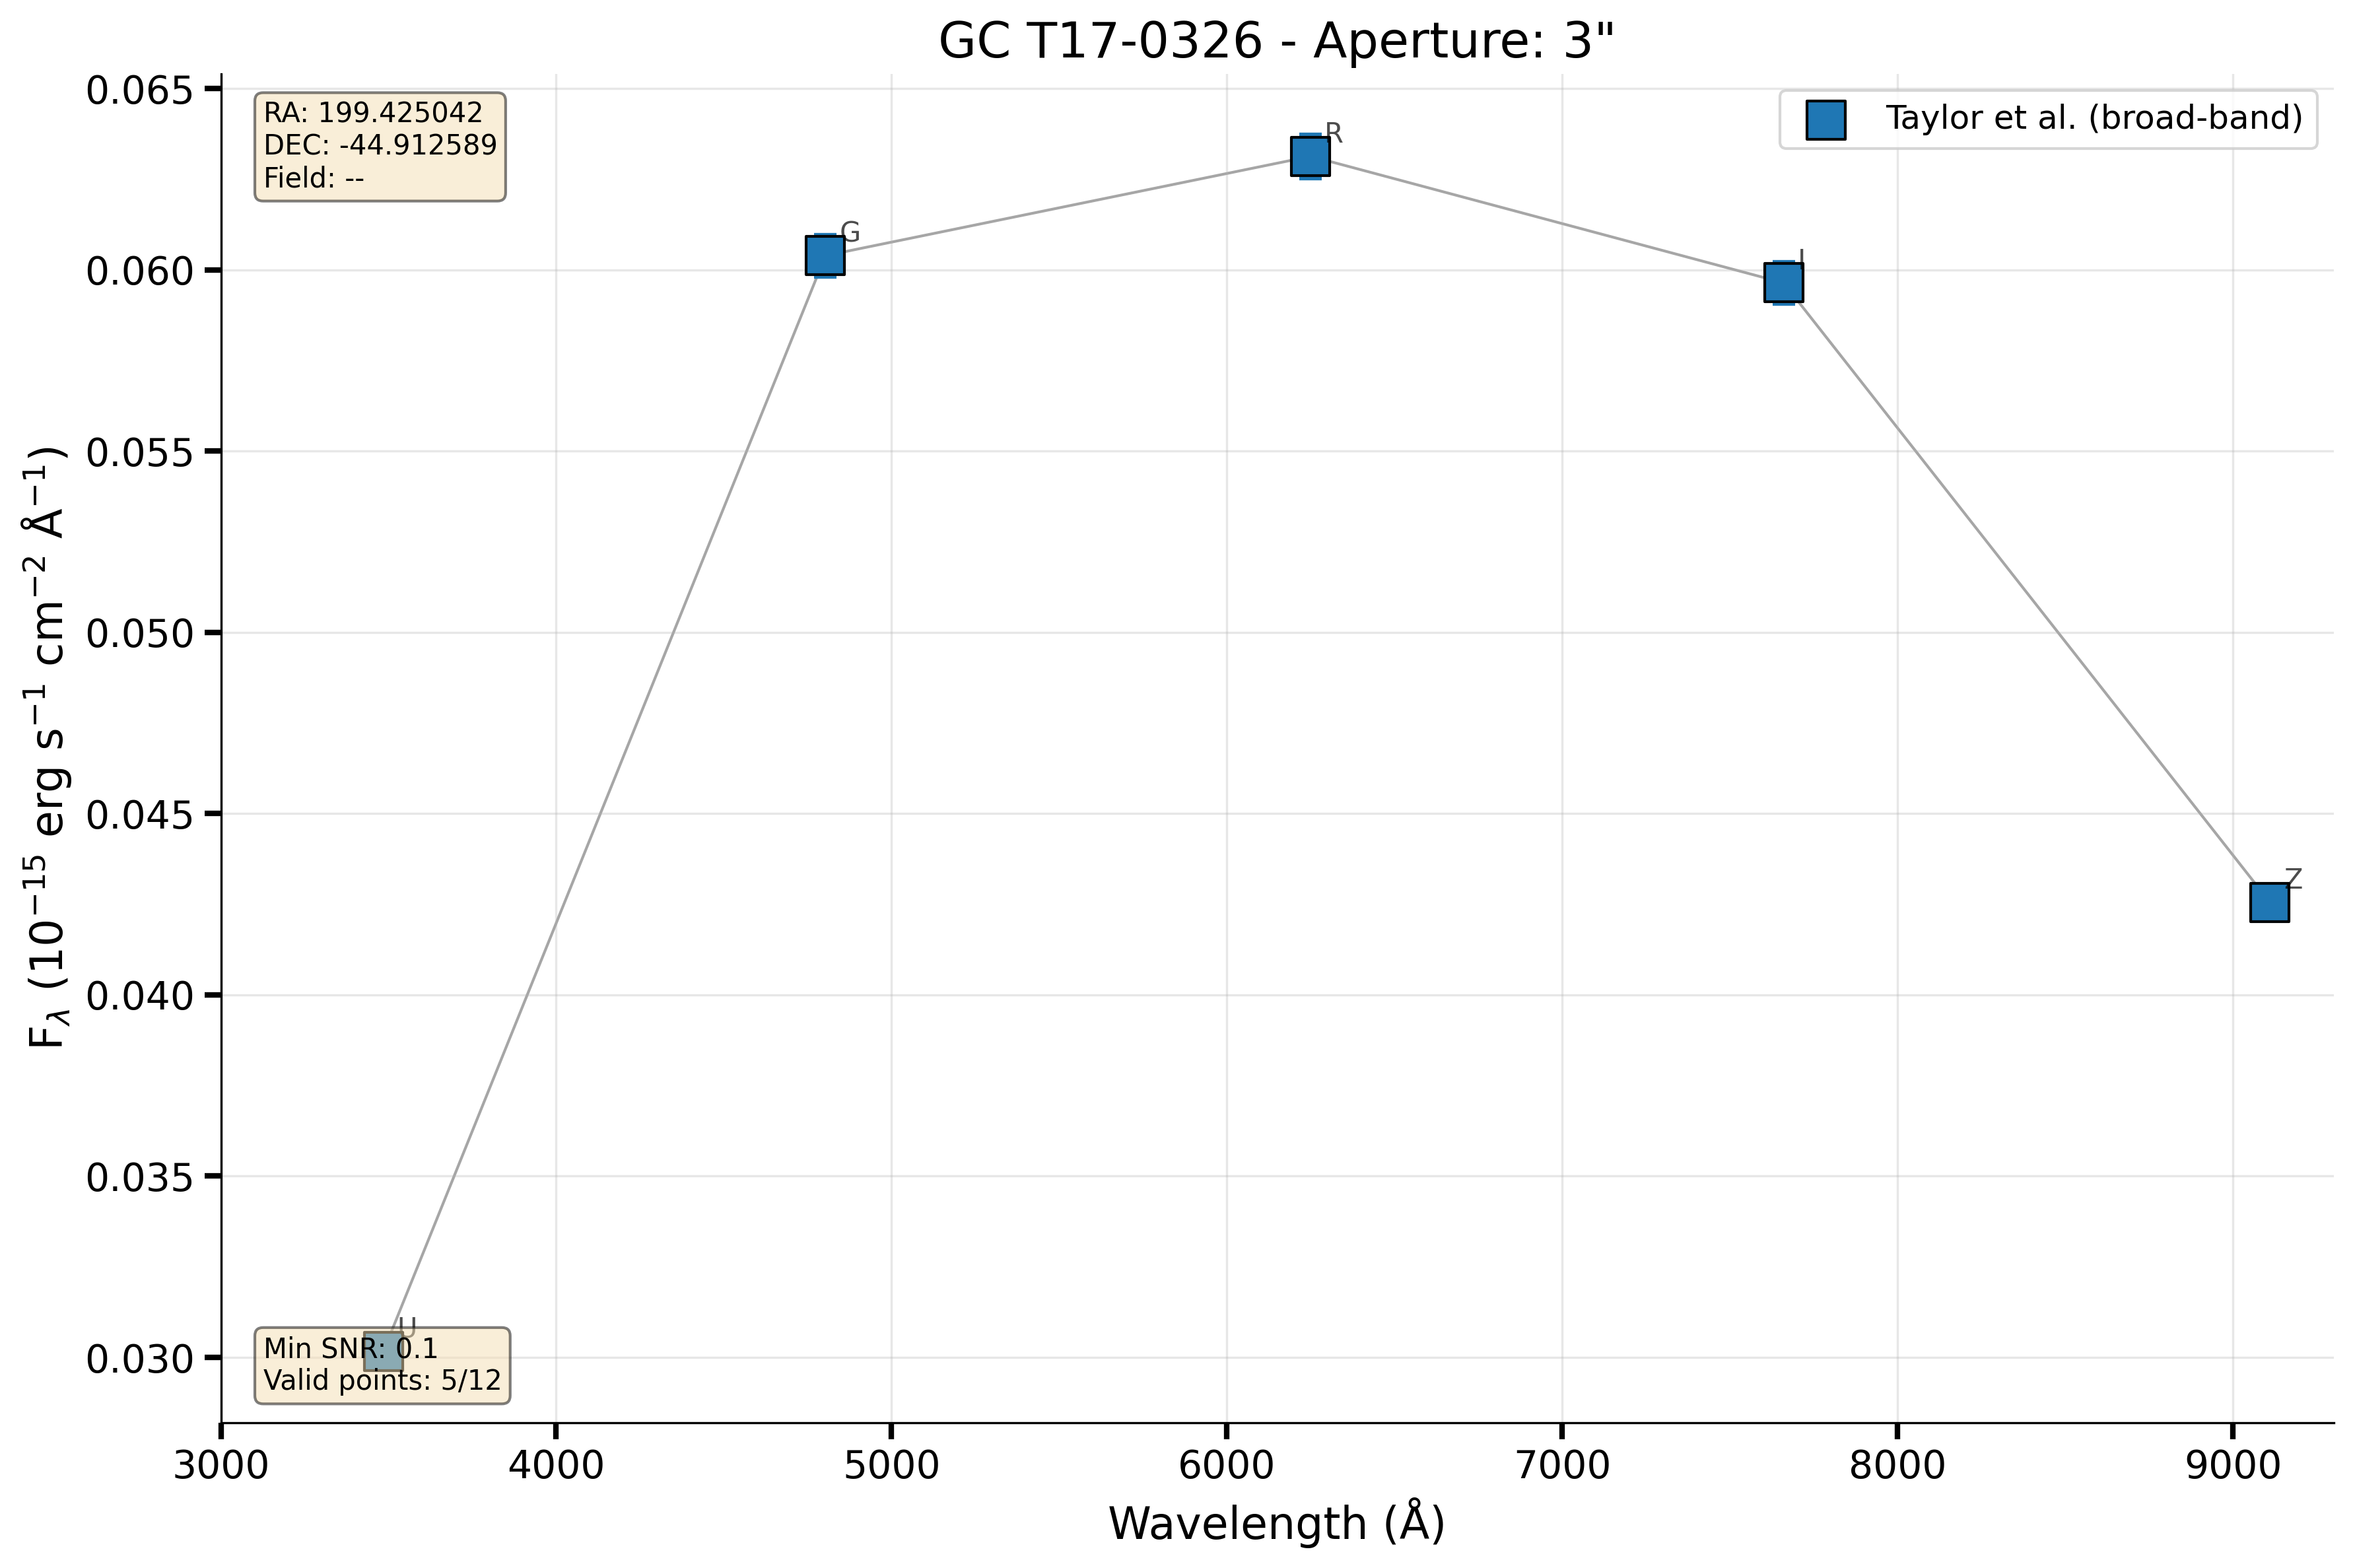 GC T17-0326 - Aperture: 3"
RA: 199.425042
DEC: -44.912589
Field: --
Taylor et al. (broad-band)
0.065
0.060
0.055
0.050
0.045
0.040
0.035
0.030
F_λ (10⁻¹⁵ erg s⁻¹ cm⁻² Å⁻¹)
U
G
R
I
Z
Min SNR: 0.1
Valid points: 5/12
3000 4000 5000 6000 7000 8000 9000
Wavelength (Å)